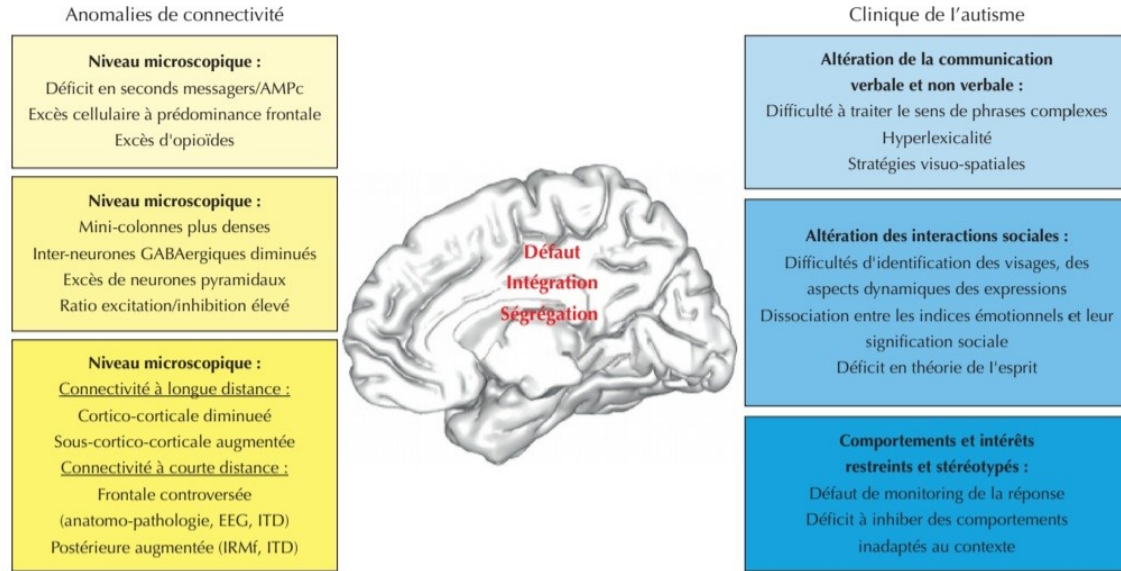 Anomalies de connectivité
Niveau microscopique :
Déficit en seconds messagers/AMPc
Excès cellulaire à prédominance frontale
Excès d'opioïdes
Niveau microscopique :
Mini-colonnes plus denses
Inter-neurones GABAergiques diminués
Excès de neurones pyramidaux
Ratio excitation/inhibition élevé
Niveau microscopique :
Connectivité à longue distance :
Cortico-corticale diminueé
Sous-cortico-corticale augmentée
Connectivité à courte distance :
Frontale controversée
(anatomo-pathologie, EEG, ITD)
Postérieure augmentée (IRMf, ITD)
Défaut
Intégration
Ségrégation
Clinique de l'autisme
Altération de la communication
verbale et non verbale :
Difficulté à traiter le sens de phrases complexes
Hyperlexicalité
Stratégies visuo-spatiales
Altération des interactions sociales :
Difficultés d'identification des visages, des
aspects dynamiques des expressions
Dissociation entre les indices émotionnels et leur
signification sociale
Déficit en théorie de l'esprit
Comportements et intérêts
restreints et stéréotypés :
Défaut de monitoring de la réponse
Déficit à inhiber des comportements
inadaptés au contexte